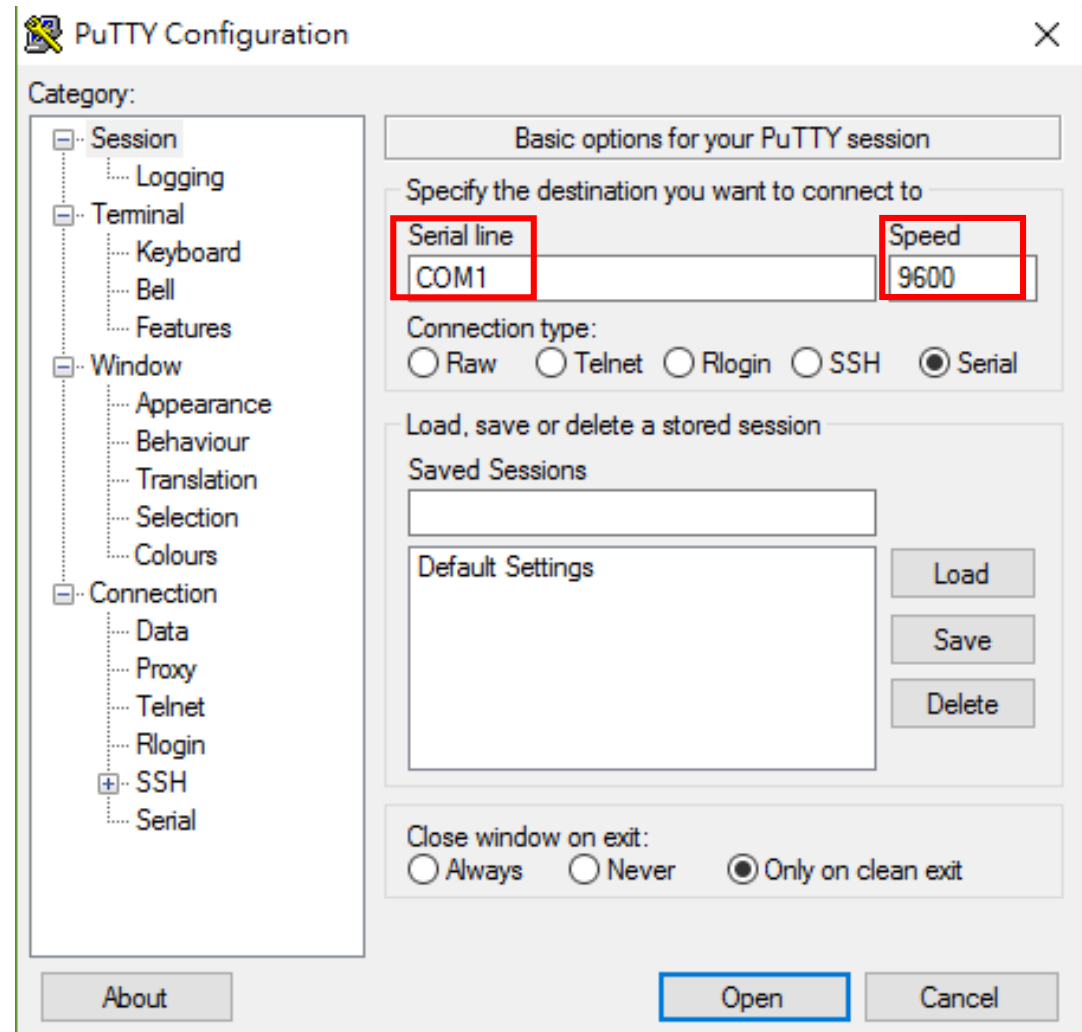 PuTTY Configuration
Category:
Session
Logging
Terminal
Keyboard
Bell
Features
Window
Appearance
Behaviour
Translation
Selection
Colours
Connection
Data
Proxy
Telnet
Rlogin
SSH
Serial
Basic options for your PuTTY session
Specify the destination you want to connect to
Serial line Speed
COM1 9600
Connection type:
Raw Telnet Rlogin SSH Serial
Load, save or delete a stored session
Saved Sessions
Default Settings
Load
Save
Delete
Close window on exit:
Always Never Only on clean exit
About Open Cancel